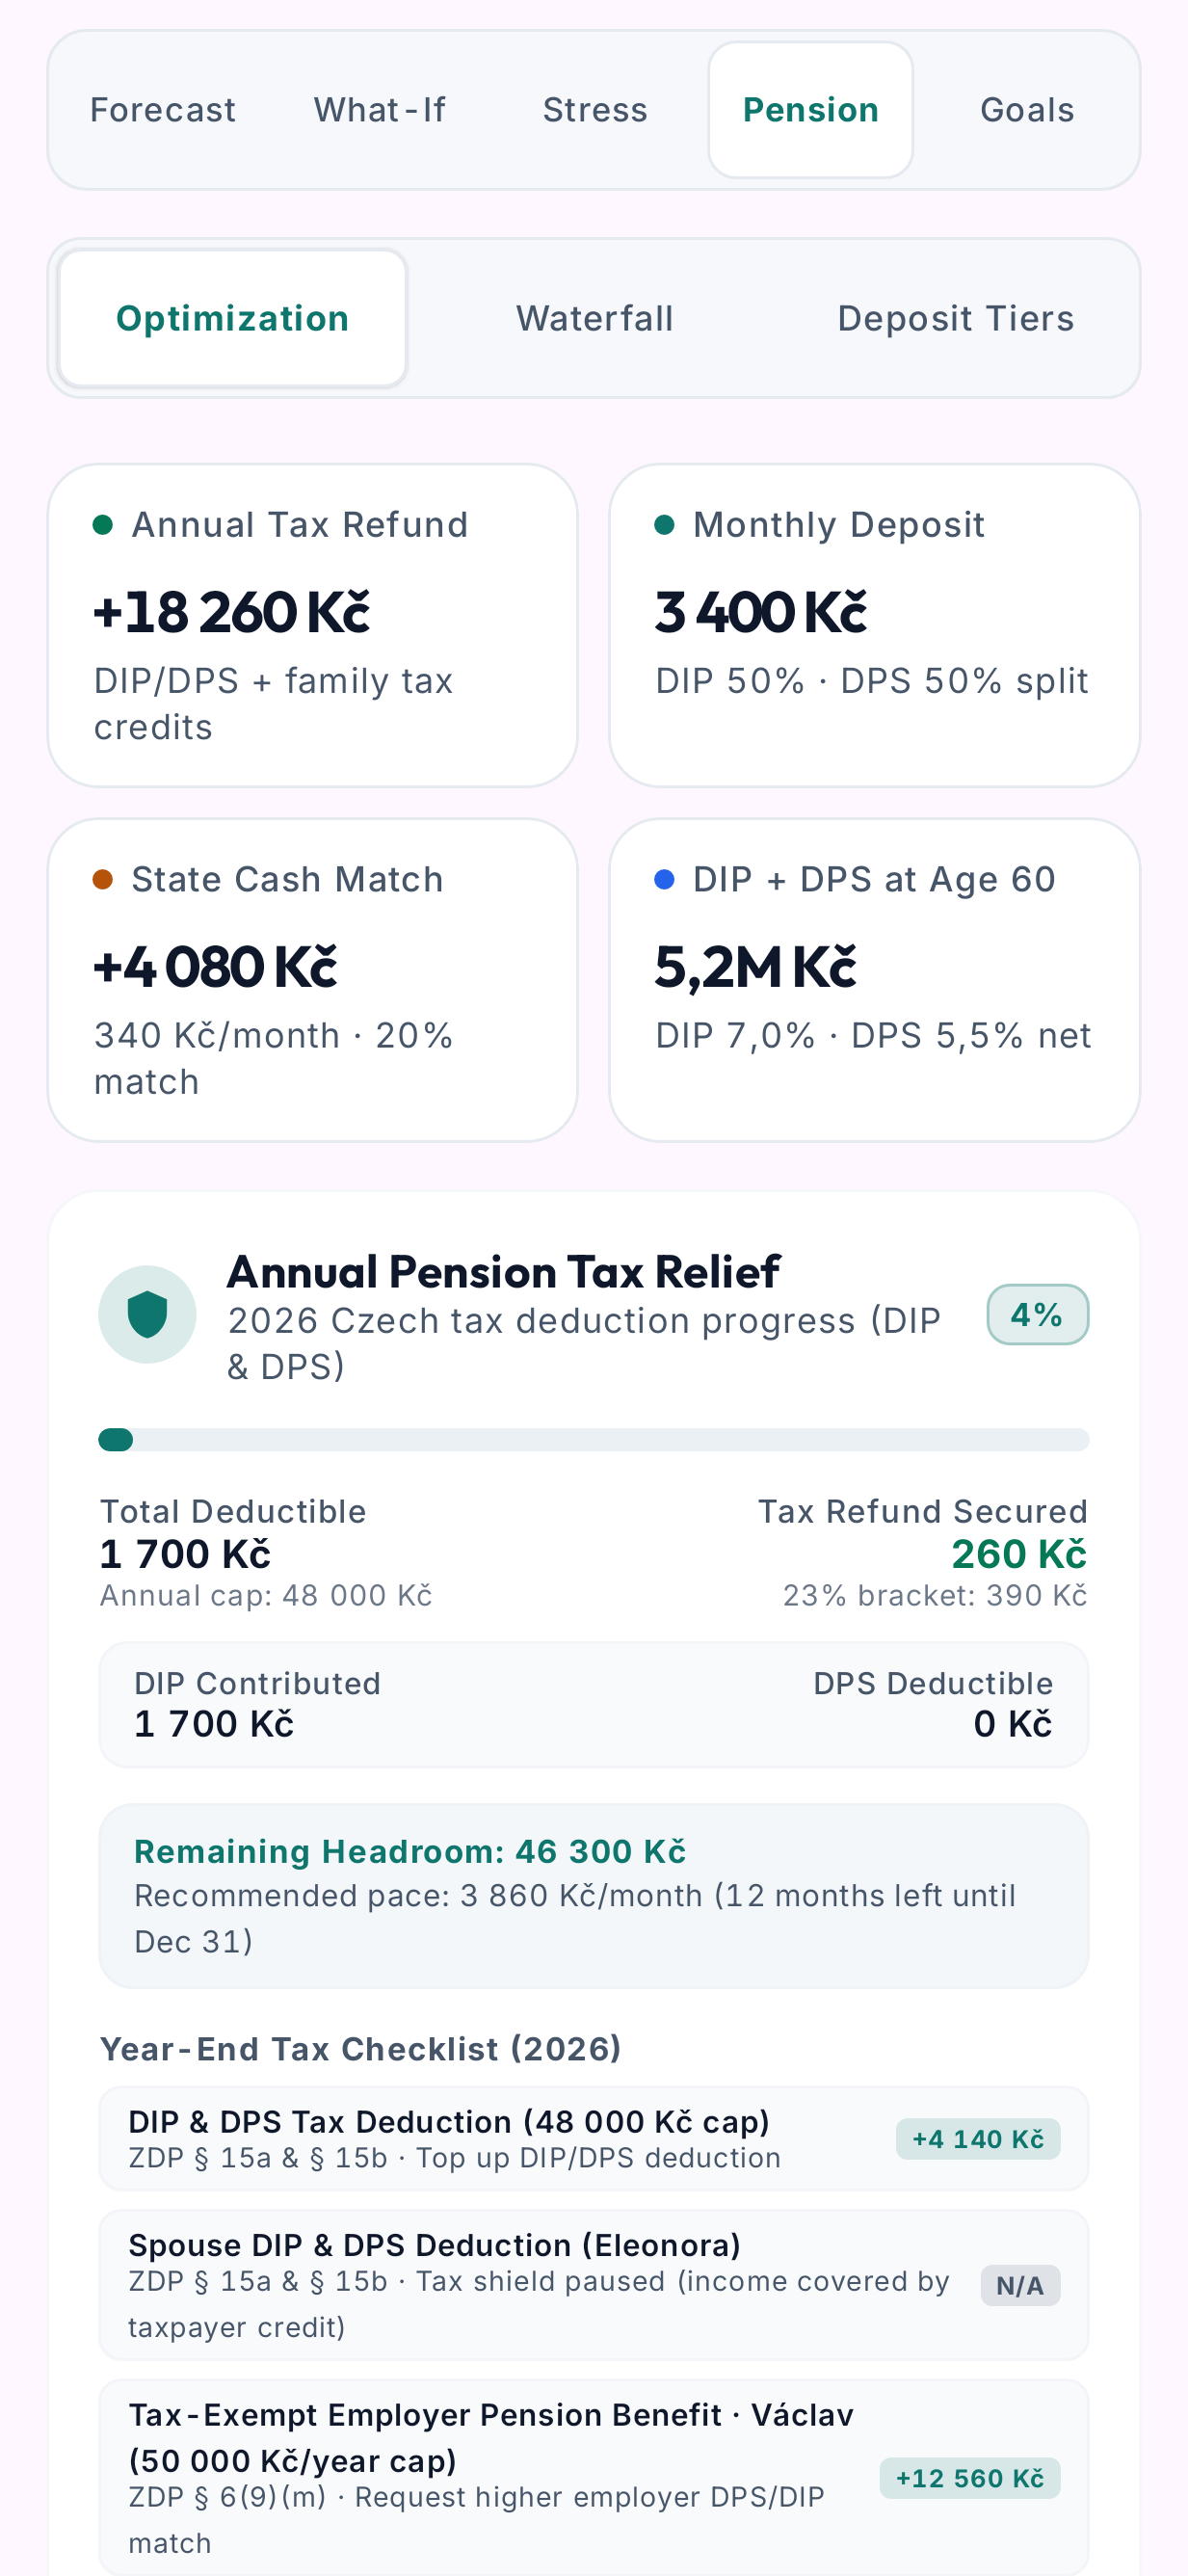 Forecast What-If Stress Pension Goals
Optimization Waterfall Deposit Tiers
Annual Tax Refund
+18 260 Kč
DIP/DPS + family tax
credits
Monthly Deposit
3 400 Kč
DIP 50% · DPS 50% split
State Cash Match
+4 080 Kč
340 Kč/month · 20%
match
DIP + DPS at Age 60
5,2M Kč
DIP 7,0% · DPS 5,5% net
Annual Pension Tax Relief
2026 Czech tax deduction progress (DIP
& DPS)
4%
Total Deductible
1 700 Kč
Annual cap: 48 000 Kč
Tax Refund Secured
260 Kč
23% bracket: 390 Kč
DIP Contributed
1 700 Kč
DPS Deductible
0 Kč
Remaining Headroom: 46 300 Kč
Recommended pace: 3 860 Kč/month (12 months left until
Dec 31)
Year-End Tax Checklist (2026)
DIP & DPS Tax Deduction (48 000 Kč cap)
ZDP § 15a & § 15b · Top up DIP/DPS deduction
+4 140 Kč
Spouse DIP & DPS Deduction (Eleonora)
ZDP § 15a & § 15b · Tax shield paused (income covered by
taxpayer credit)
N/A
Tax-Exempt Employer Pension Benefit · Václav
(50 000 Kč/year cap)
ZDP § 6(9)(m) · Request higher employer DPS/DIP
match
+12 560 Kč